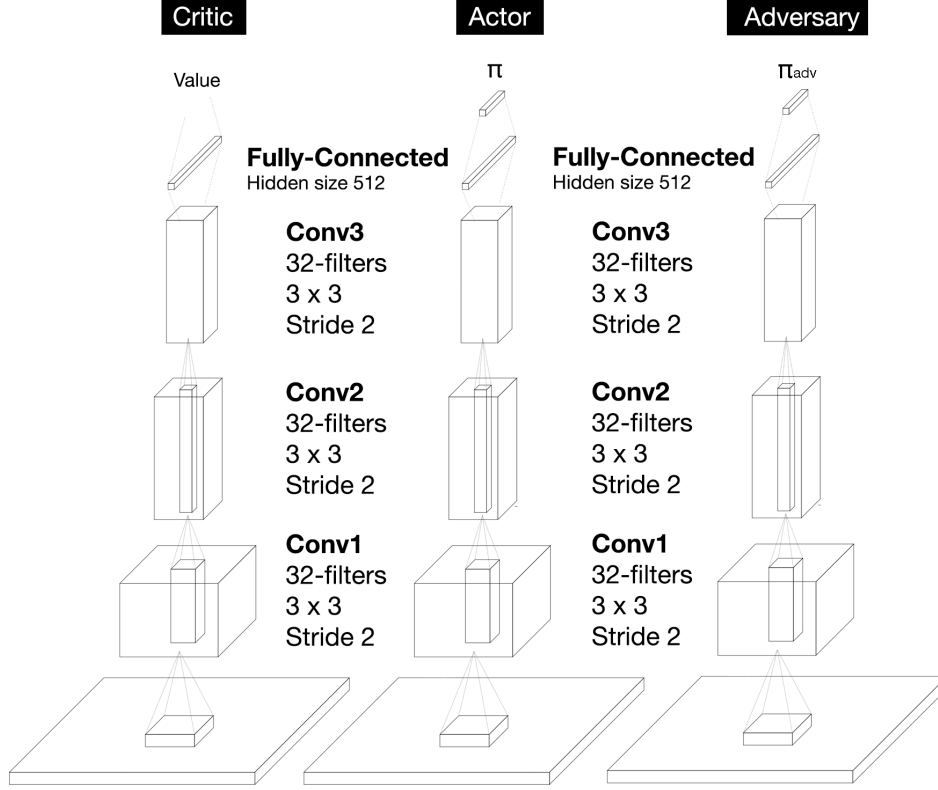 Critic
Actor
Adversary
Value
π
πadv
Fully-Connected
Hidden size 512
Fully-Connected
Hidden size 512
Conv3
32-filters
3 x 3
Stride 2
Conv3
32-filters
3 x 3
Stride 2
Conv2
32-filters
3 x 3
Stride 2
Conv2
32-filters
3 x 3
Stride 2
Conv1
32-filters
3 x 3
Stride 2
Conv1
32-filters
3 x 3
Stride 2